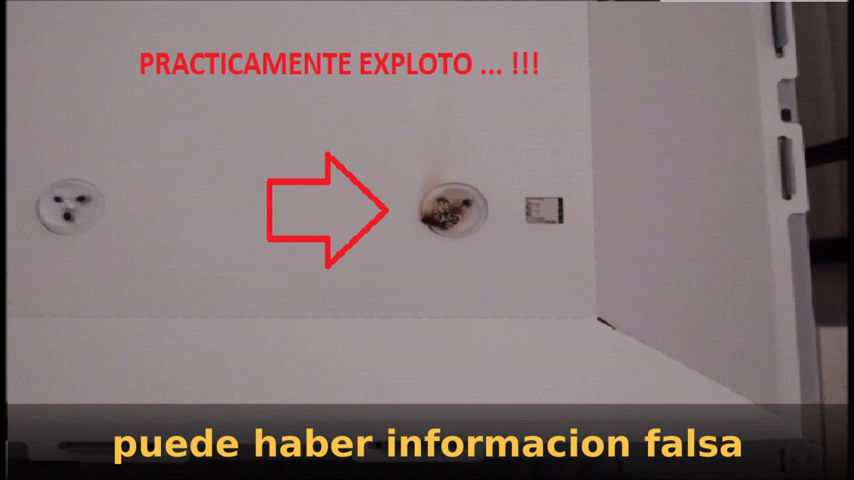 PRACTICAMENTE EXPLOTO ... !!!
puede haber informacion falsa